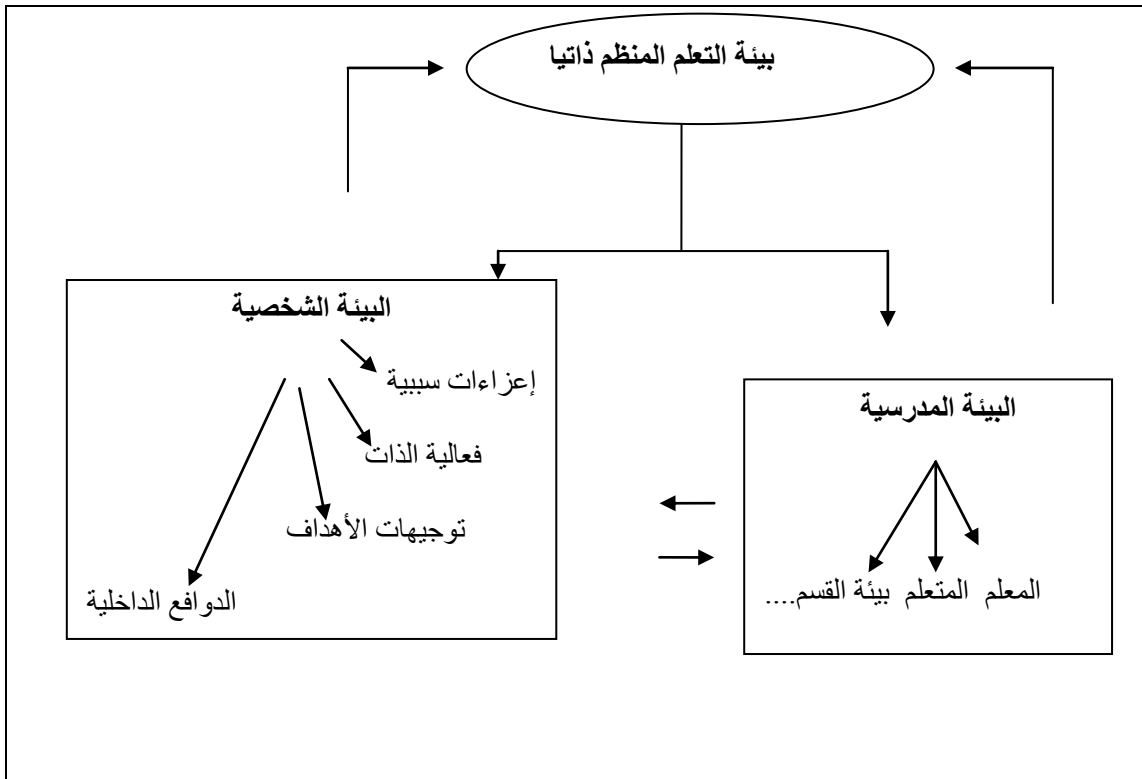 بيئة التعلم المنظم ذاتيا
البيئة الشخصية
إعزاءات سببية
فعالية الذات
توجيهات الأهداف
الدوافع الداخلية
البيئة المدرسية
المعلم المتعلم بيئة القسم....